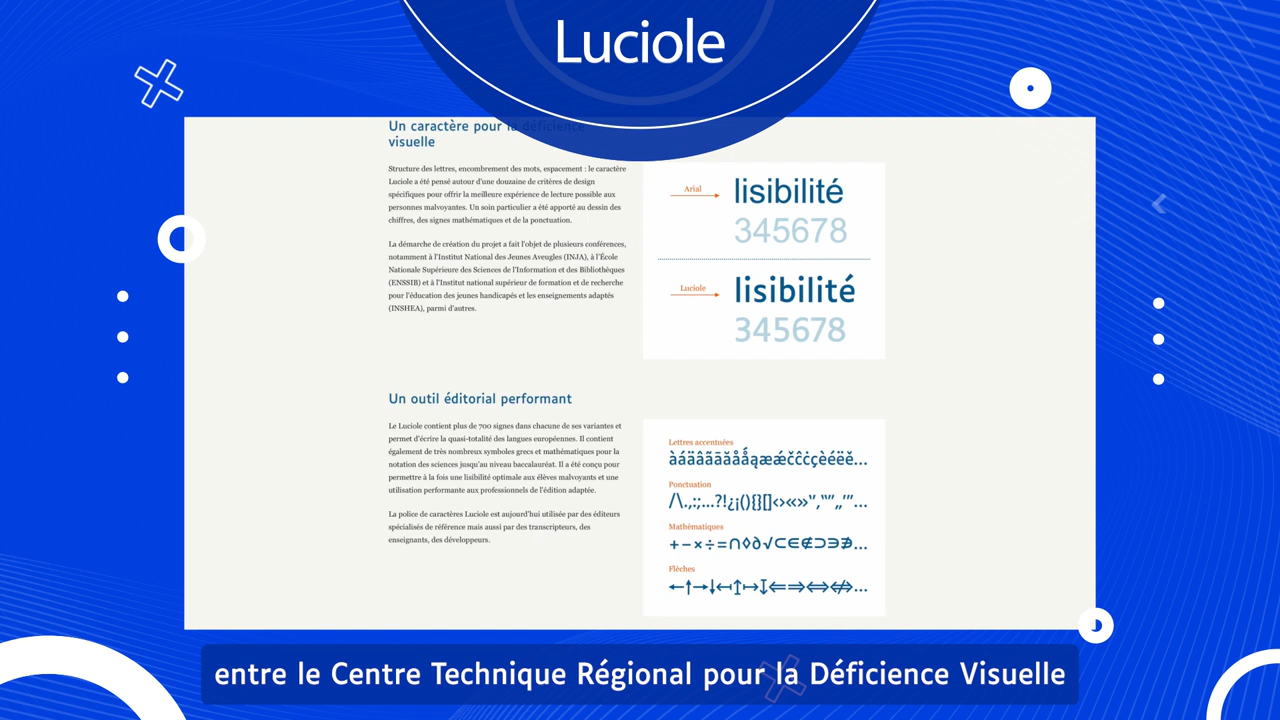 Luciole
Un caractère pour la déficience
visuelle
Structure des lettres, encombrement des mots, espacement : le caractère
Luciole a été pensé autour d'une douzaine de critères de design
spécifiques pour offrir la meilleure expérience de lecture possible aux
personnes malvoyantes. Un soin particulier a été apporté au dessin des
chiffres, des signes mathématiques et de la ponctuation.
La démarche de création du projet a fait l'objet de plusieurs conférences,
notamment à l'Institut National des Jeunes Aveugles (INJA), à l'École
Nationale Supérieure des Sciences de l'Information et des Bibliothèques
(ENSSIB) et à l'Institut national supérieur de formation et de recherche
pour l'éducation des jeunes handicapés et les enseignements adaptés
(INSHEA), parmi d'autres.
Arial
lisibilité
345678
Luciole
lisibilité
345678
Un outil éditorial performant
Le Luciole contient plus de 700 signes dans chacune de ses variantes et
permet d'écrire la quasi-totalité des langues européennes. Il contient
également de très nombreux symboles grecs et mathématiques pour la
notation des sciences jusqu'au niveau baccalauréat. Il a été conçu pour
permettre à la fois une lisibilité optimale aux élèves malvoyants et une
utilisation performante aux professionnels de l'édition adaptée.
La police de caractères Luciole est aujourd'hui utilisée par des éditeurs
spécialisés de référence mais aussi par des transcripteurs, des
enseignants, des développeurs.
Lettres accentuées
àáäâãāăåǻąæǽčĉċçèéëě...
Ponctuation
/\.,:;…?!¿¡(){}[]‹›«»",“”„'"…
Mathématiques
+−×÷=∩◊∂√⊂∈∉⊃∋∌...
Flèches
←↑→↓↤↥↦↧⇐⇒⇔⇎...
entre le Centre Technique Régional pour la Déficience Visuelle